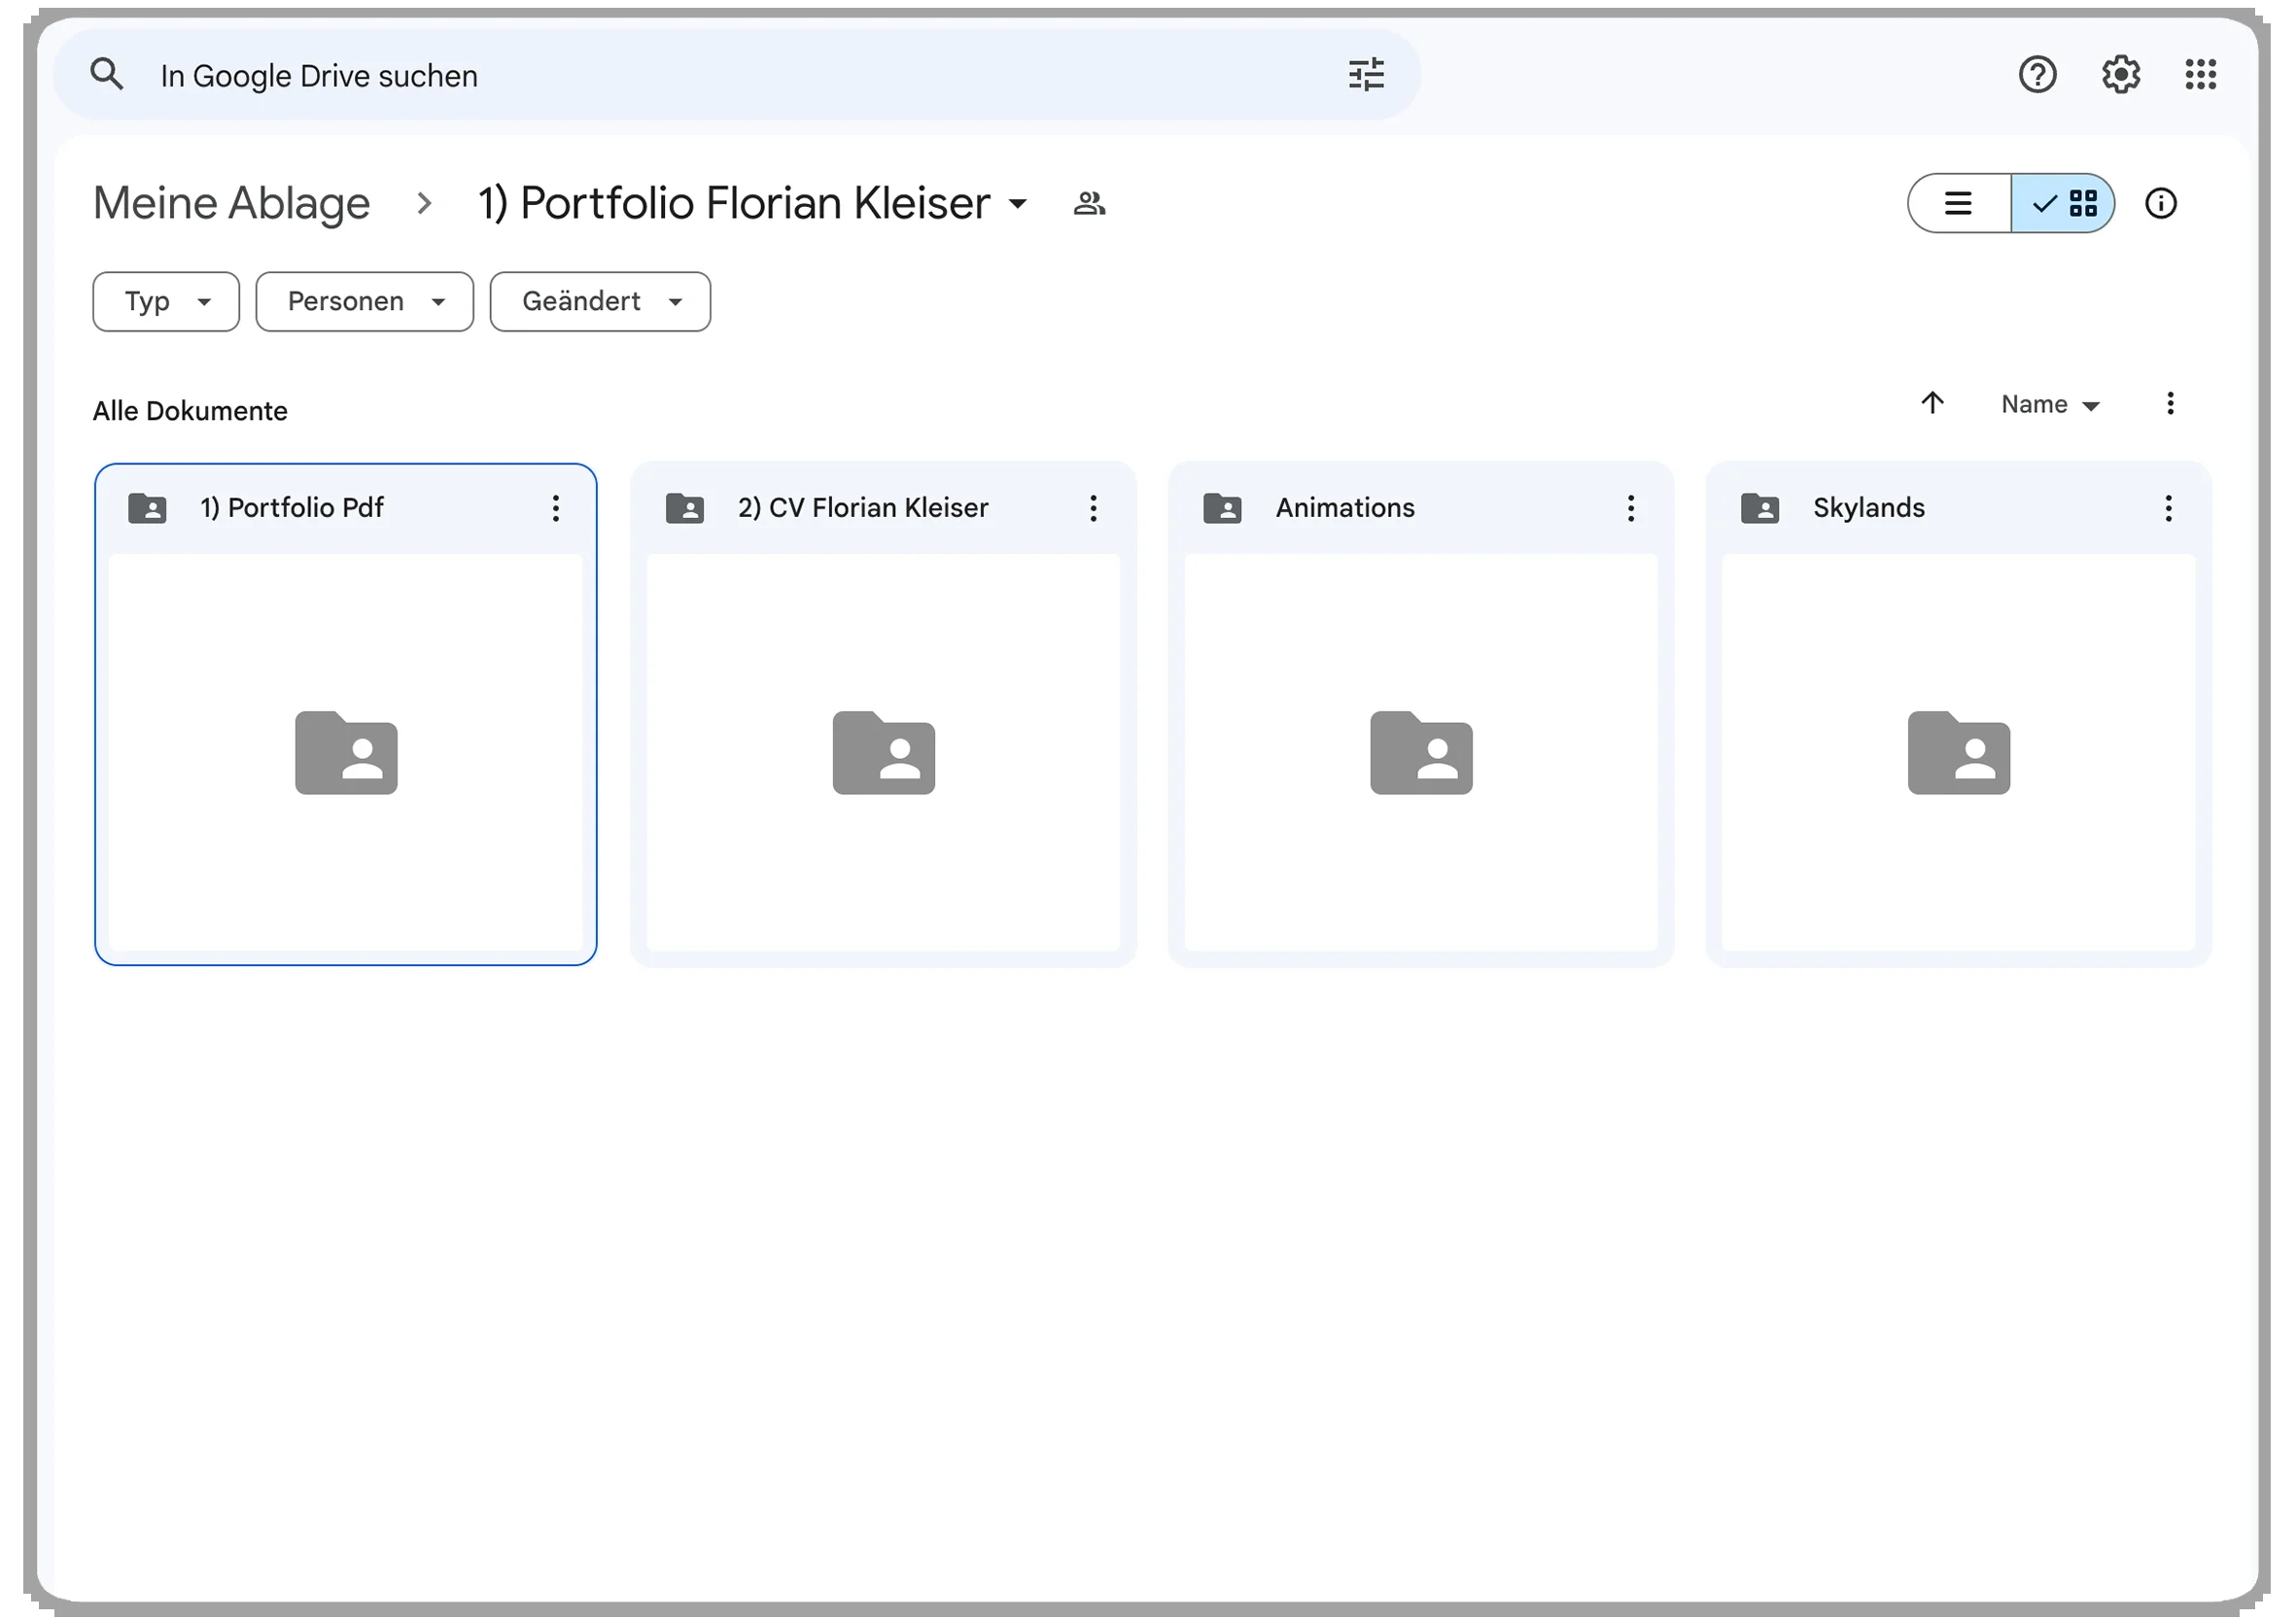 In Google Drive suchen
Meine Ablage
1) Portfolio Florian Kleiser
Typ
Personen
Geändert
Alle Dokumente
Name
1) Portfolio Pdf
2) CV Florian Kleiser
Animations
Skylands